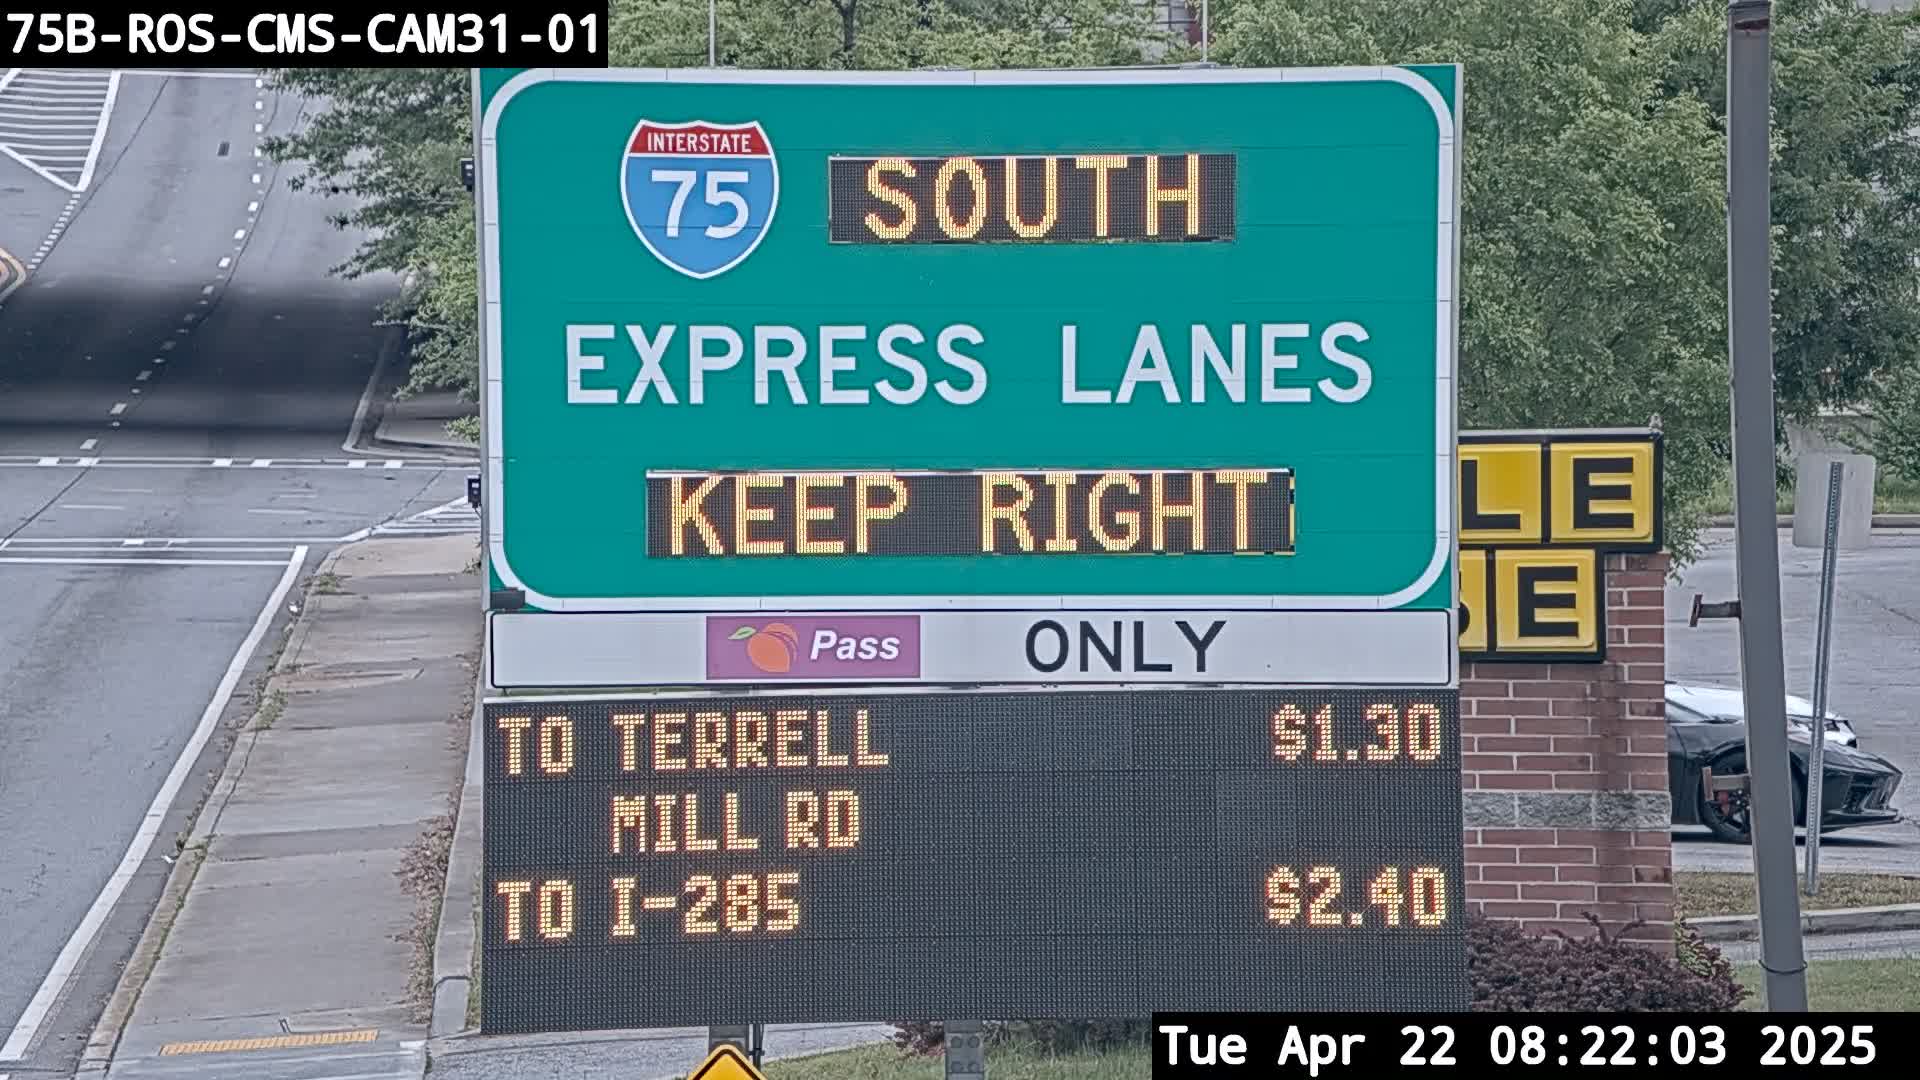 75B-ROS-CMS-CAM31-01
INTERSTATE
75
SOUTH
EXPRESS LANES
KEEP RIGHT
Pass ONLY
TO TERRELL $1.30
MILL RD
TO I-285 $2.40
LE
E
Tue Apr 22 08:22:03 2025